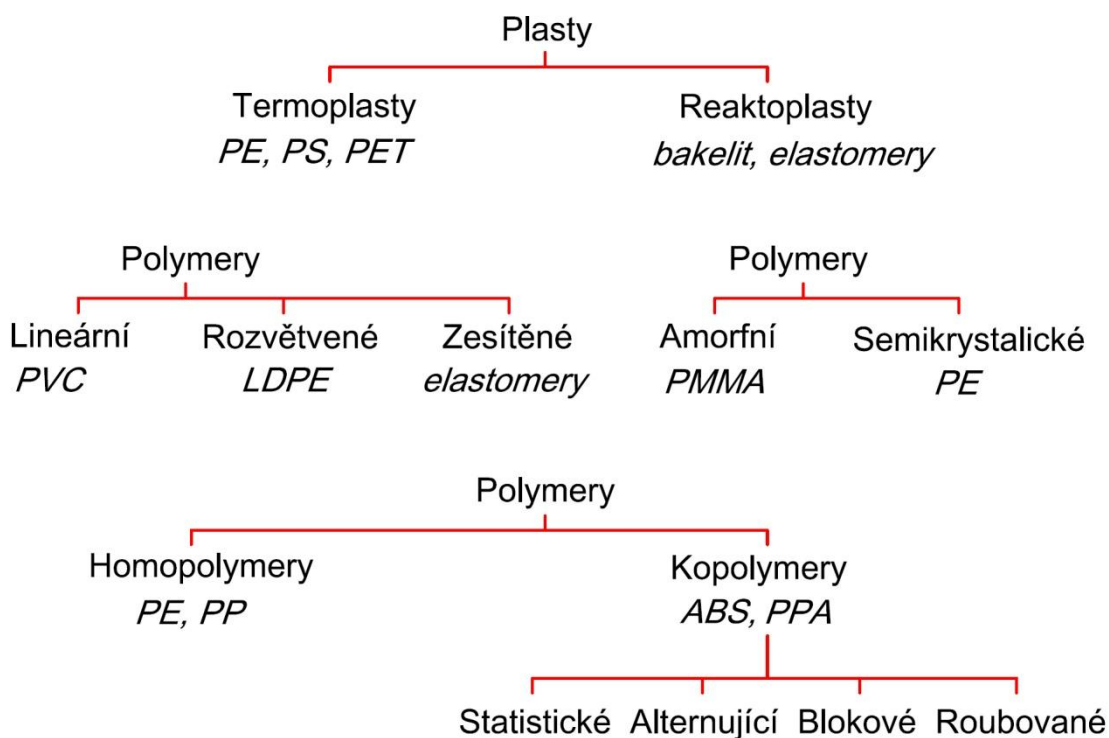 Plasty
Termoplasty
PE, PS, PET
Reaktoplasty
bakelit, elastomery
Polymery
Lineární
PVC
Rozvětvené
LDPE
Zesítěné
elastomery
Polymery
Amorfní
PMMA
Semikrystalické
PE
Polymery
Homopolymery
PE, PP
Kopolymery
ABS, PPA
Statistické
Alternující
Blokové
Roubované